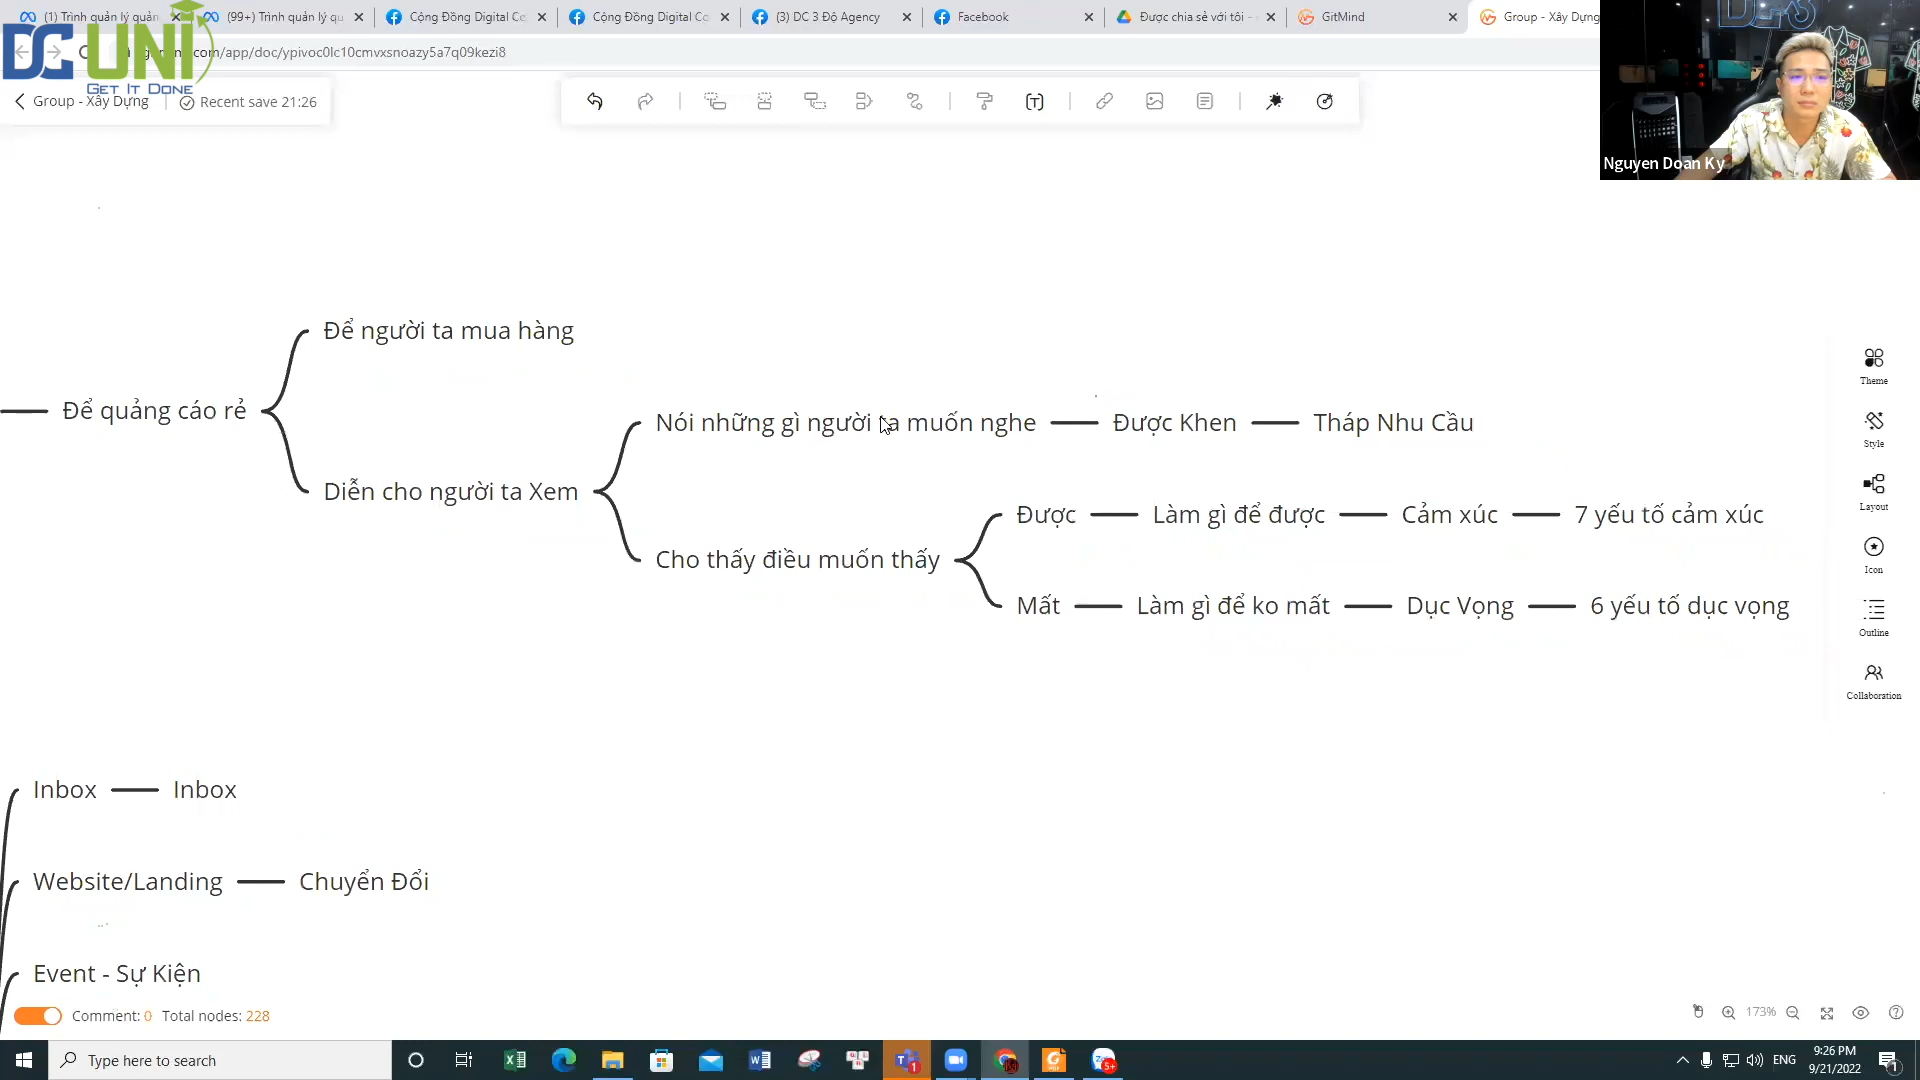 (1) Trình quản lý quản
(99+) Trình quản lý qu
Cộng Đồng Digital Ce
Cộng Đồng Digital Co
(3) DC 3 Độ Agency
Facebook
Được chia sẻ với tôi -
GitMind
Group - Xây Dựng
DC UNI
GET IT DONE
com/app/doc/ypivoc0lc10cmvxsnoazy5a7q09kezi8
Group - Xây Dựng
Recent save 21:26
Nguyen Doan Ky
Để người ta mua hàng
Để quảng cáo rẻ
Nói những gì người ta muốn nghe
Được Khen
Tháp Nhu Cầu
Diễn cho người ta Xem
Được
Làm gì để được
Cảm xúc
7 yếu tố cảm xúc
Cho thấy điều muốn thấy
Mất
Làm gì để ko mất
Dục Vọng
6 yếu tố dục vọng
Theme
Style
Layout
Icon
Outline
Collaboration
Inbox
Inbox
Website/Landing
Chuyển Đổi
Event - Sự Kiện
Comment: 0
Total nodes: 228
173%
Type here to search
ENG
9:26 PM
9/21/2022